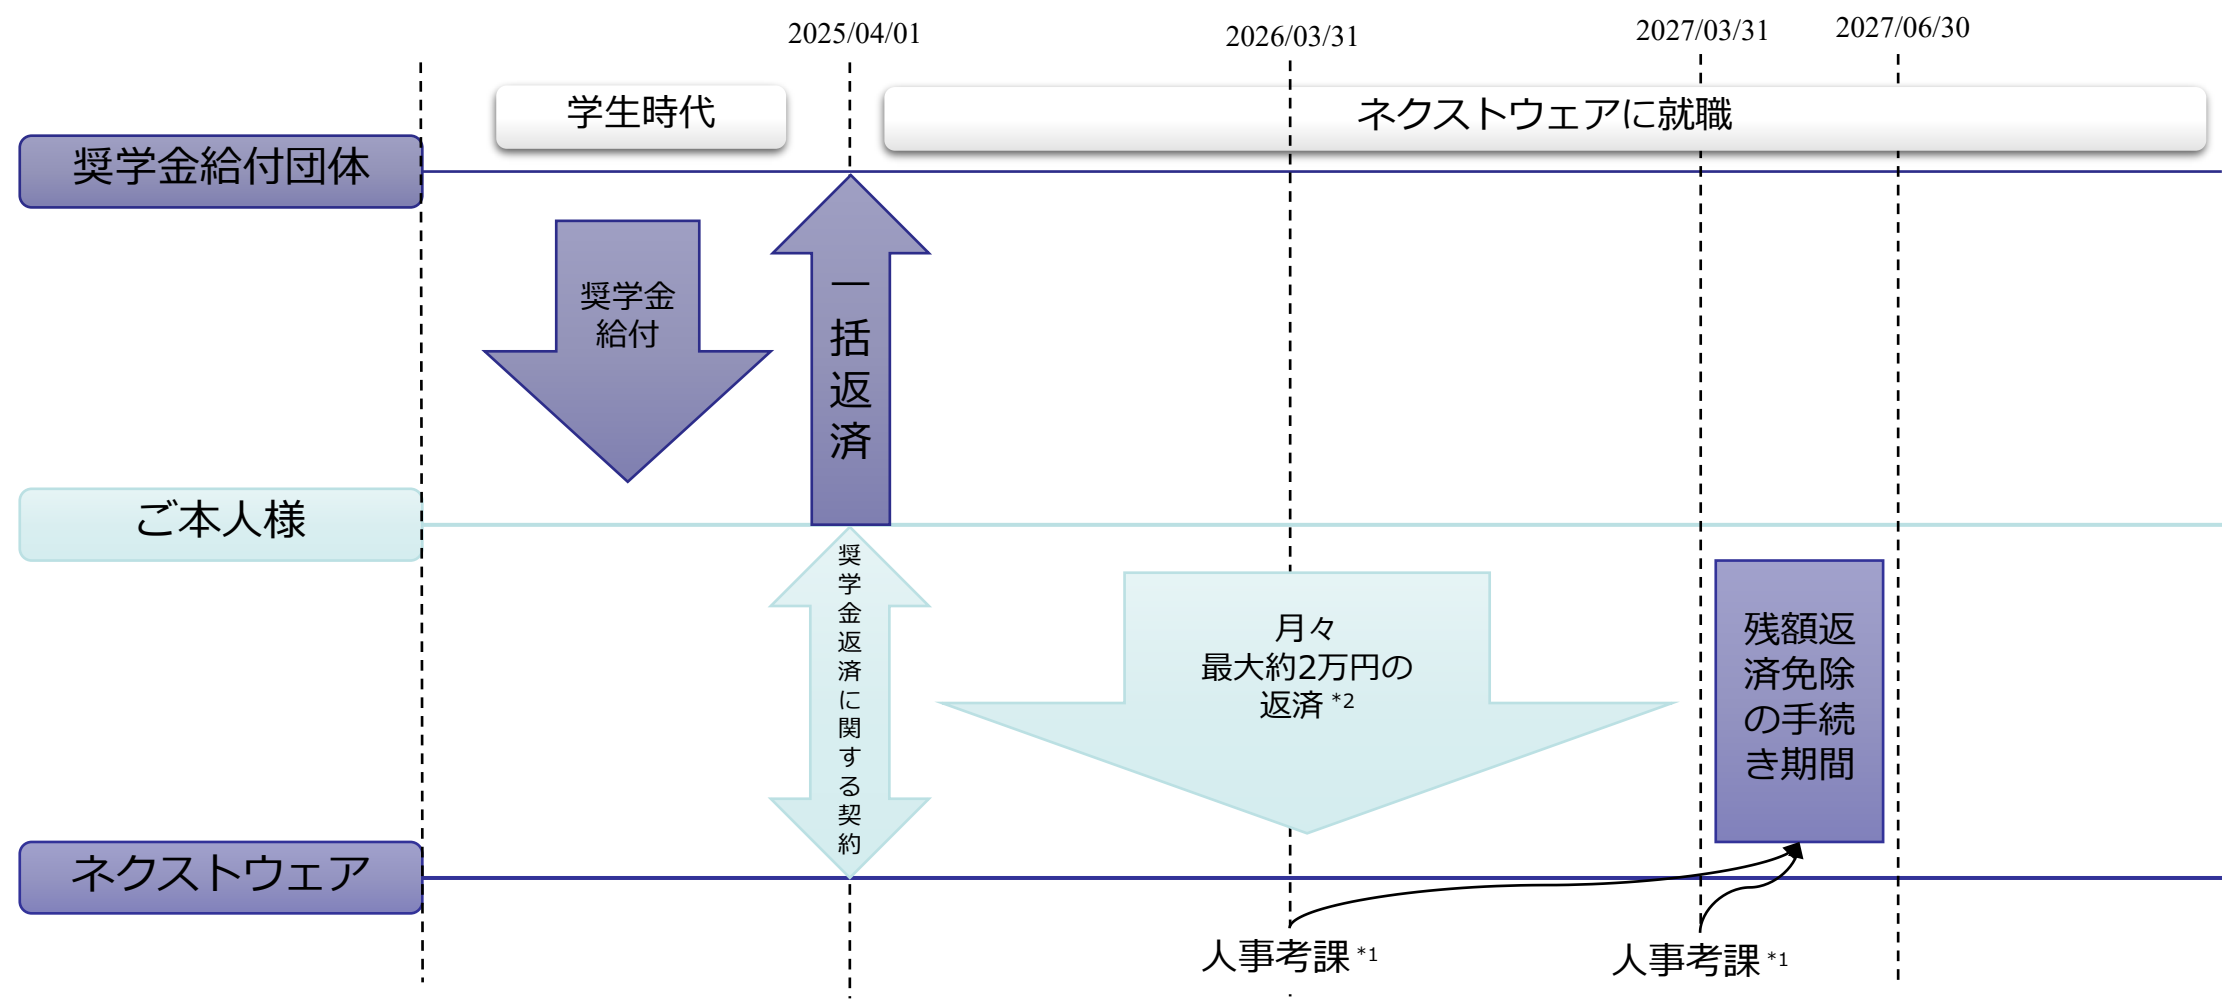 2025/04/01
2026/03/31
2027/03/31
2027/06/30
学生時代
ネクストウェアに就職
奨学金給付団体
奨学金
給付
一括返済
ご本人様
奨学金返済に関する契約
月々
最大約2万円の
返済 *2
残額返
済免除
の手続
き期間
ネクストウェア
人事考課 *1
人事考課 *1